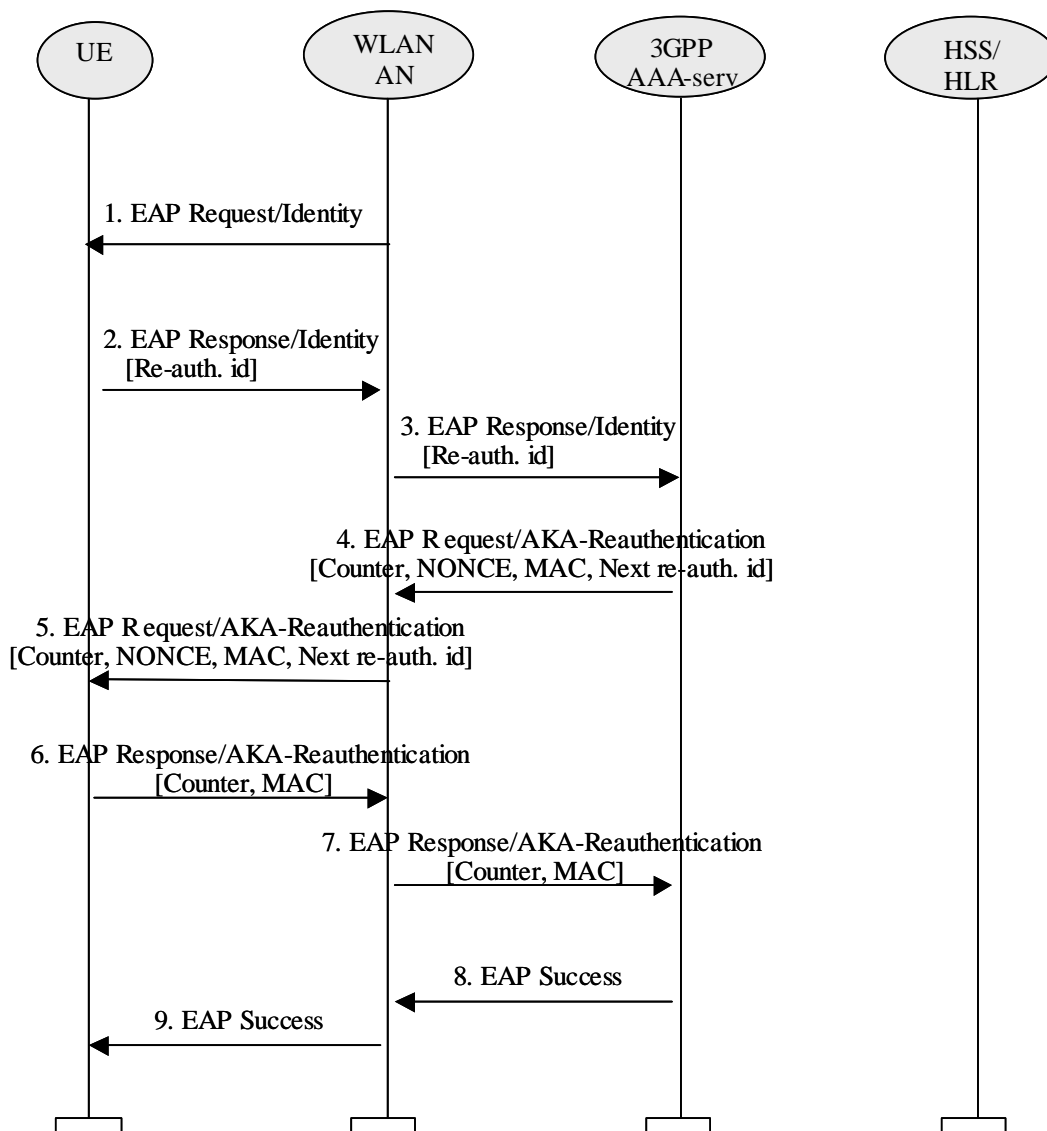 UE
WLAN
AN
3GPP
AAA-serv
HSS/
HLR
1. EAP Request/Identity
2. EAP Response/Identity
[Re-auth. id]
3. EAP Response/Identity
[Re-auth. id]
4. EAP Request/AKA-Reauthentication
[Counter, NONCE, MAC, Next re-auth. id]
5. EAP Request/AKA-Reauthentication
[Counter, NONCE, MAC, Next re-auth. id]
6. EAP Response/AKA-Reauthentication
[Counter, MAC]
7. EAP Response/AKA-Reauthentication
[Counter, MAC]
8. EAP Success
9. EAP Success